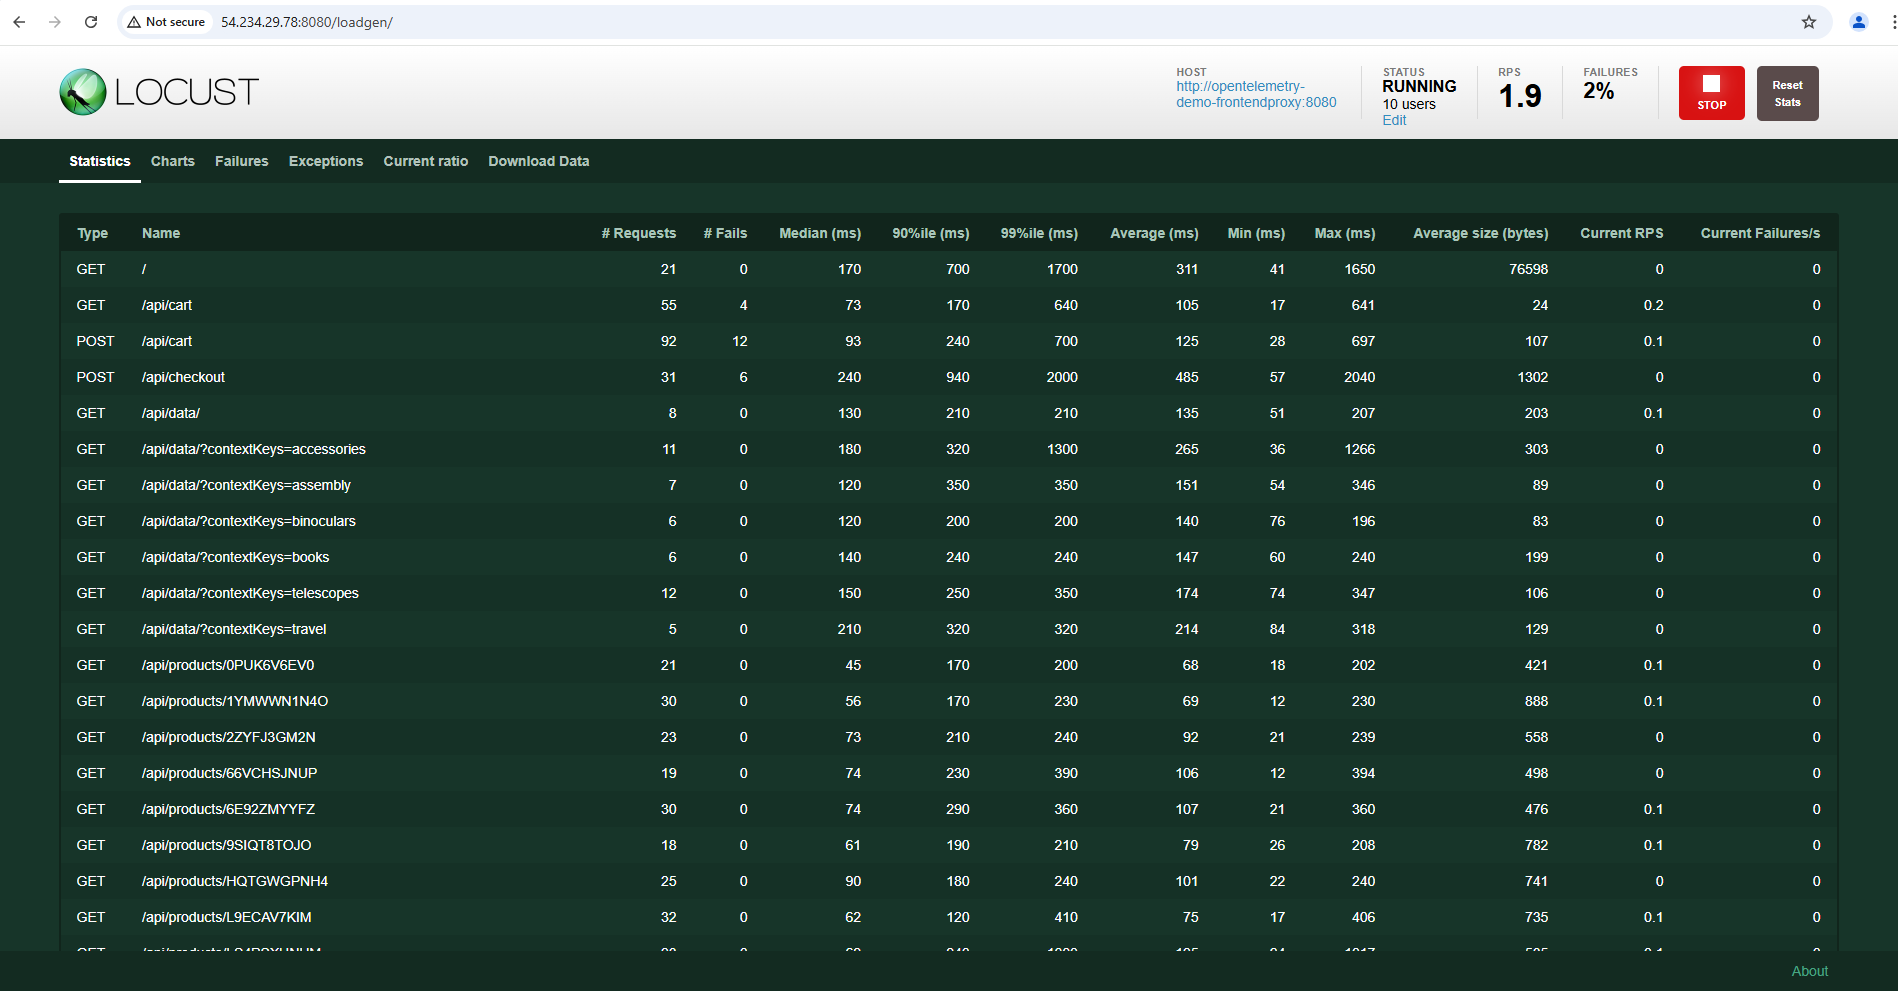 Not secure 54.234.29.78:8080/loadgen/
LOCUST
HOST
http://opentelemetry-
demo-frontendproxy:8080
STATUS
RUNNING
10 users
Edit
RPS
1.9
FAILURES
2%
STOP
Reset
Stats
Statistics Charts Failures Exceptions Current ratio Download Data
Type Name # Requests # Fails Median (ms) 90%ile (ms) 99%ile (ms) Average (ms) Min (ms) Max (ms) Average size (bytes) Current RPS Current Failures/s
GET / 21 0 170 700 1700 311 41 1650 76598 0 0
GET /api/cart 55 4 73 170 640 105 17 641 24 0.2 0
POST /api/cart 92 12 93 240 700 125 28 697 107 0.1 0
POST /api/checkout 31 6 240 940 2000 485 57 2040 1302 0 0
GET /api/data/ 8 0 130 210 210 135 51 207 203 0.1 0
GET /api/data/?contextKeys=accessories 11 0 180 320 1300 265 36 1266 303 0 0
GET /api/data/?contextKeys=assembly 7 0 120 350 350 151 54 346 89 0 0
GET /api/data/?contextKeys=binoculars 6 0 120 200 200 140 76 196 83 0 0
GET /api/data/?contextKeys=books 6 0 140 240 240 147 60 240 199 0 0
GET /api/data/?contextKeys=telescopes 12 0 150 250 350 174 74 347 106 0 0
GET /api/data/?contextKeys=travel 5 0 210 320 320 214 84 318 129 0 0
GET /api/products/0PUK6V6EV0 21 0 45 170 200 68 18 202 421 0.1 0
GET /api/products/1YMWWN1N4O 30 0 56 170 230 69 12 230 888 0.1 0
GET /api/products/2ZYFJ3GM2N 23 0 73 210 240 92 21 239 558 0 0
GET /api/products/66VCHSJNUP 19 0 74 230 390 106 12 394 498 0 0
GET /api/products/6E92ZMYYFZ 30 0 74 290 360 107 21 360 476 0.1 0
GET /api/products/9SIQT8TOJO 18 0 61 190 210 79 26 208 782 0.1 0
GET /api/products/HQTGWGPNH4 25 0 90 180 240 101 22 240 741 0 0
GET /api/products/L9ECAV7KIM 32 0 62 120 410 75 17 406 735 0.1 0
GET
About